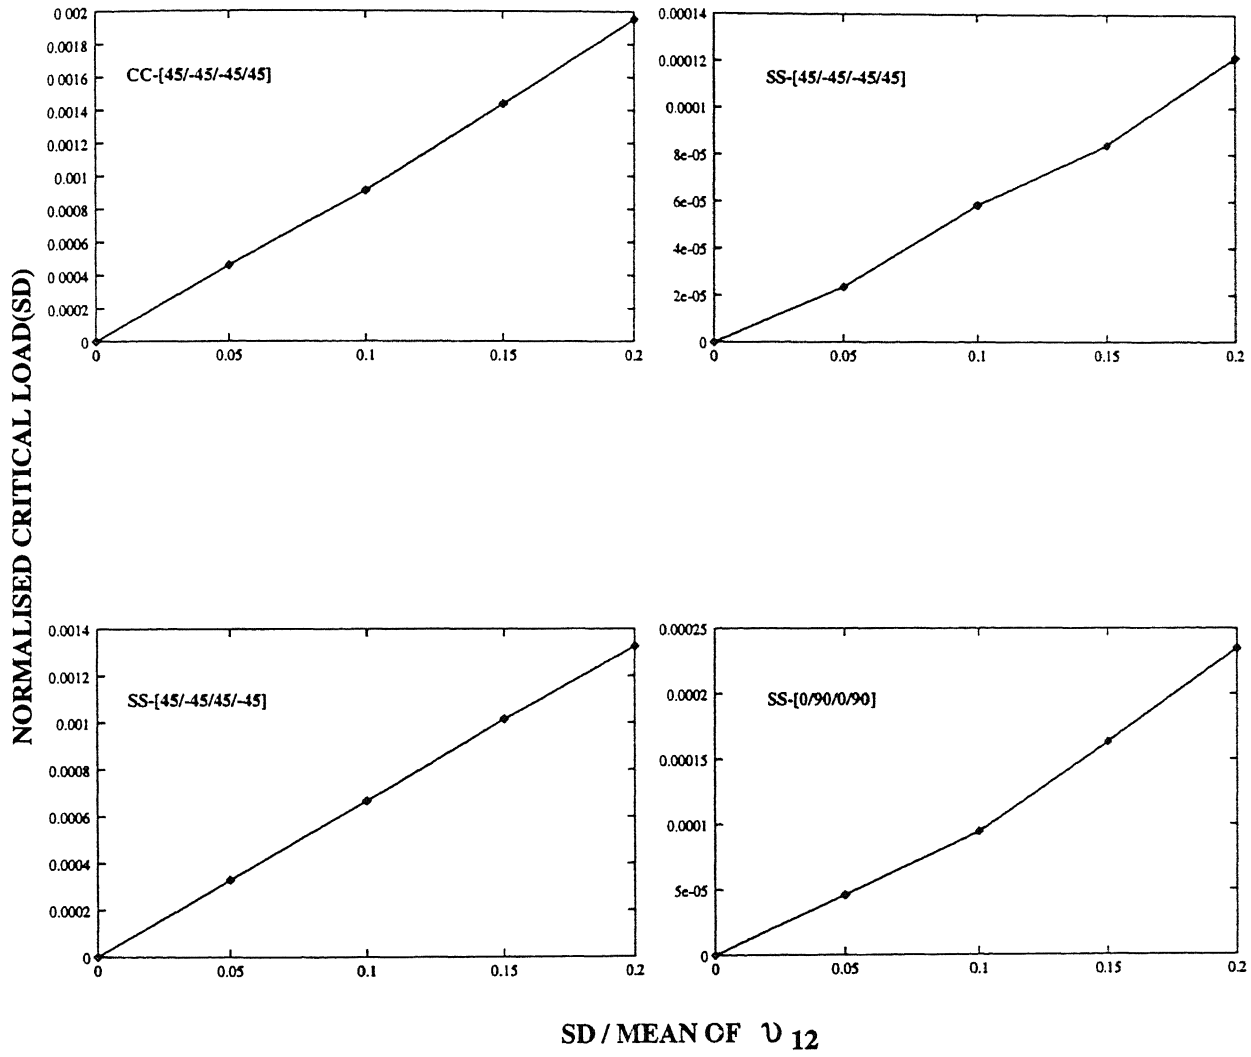 NORMALISED CRITICAL LOAD(SD)
CC-[45/-45/-45/45]
0.002
0.0018
0.0016
0.0014
0.0012
0.001
0.0008
0.0006
0.0004
0.0002
0
0 0.05 0.1 0.15 0.2
SS-[45/-45/-45/45]
0.00014
0.00012
0.0001
8e-05
6e-05
4e-05
2e-05
0
0 0.05 0.1 0.15 0.2
SS-[45/-45/45/-45]
0.0014
0.0012
0.001
0.0008
0.0006
0.0004
0.0002
0
0 0.05 0.1 0.15 0.2
SS-[0/90/0/90]
0.00025
0.0002
0.00015
0.0001
5e-05
0
0 0.05 0.1 0.15 0.2
SD / MEAN OF υ 12